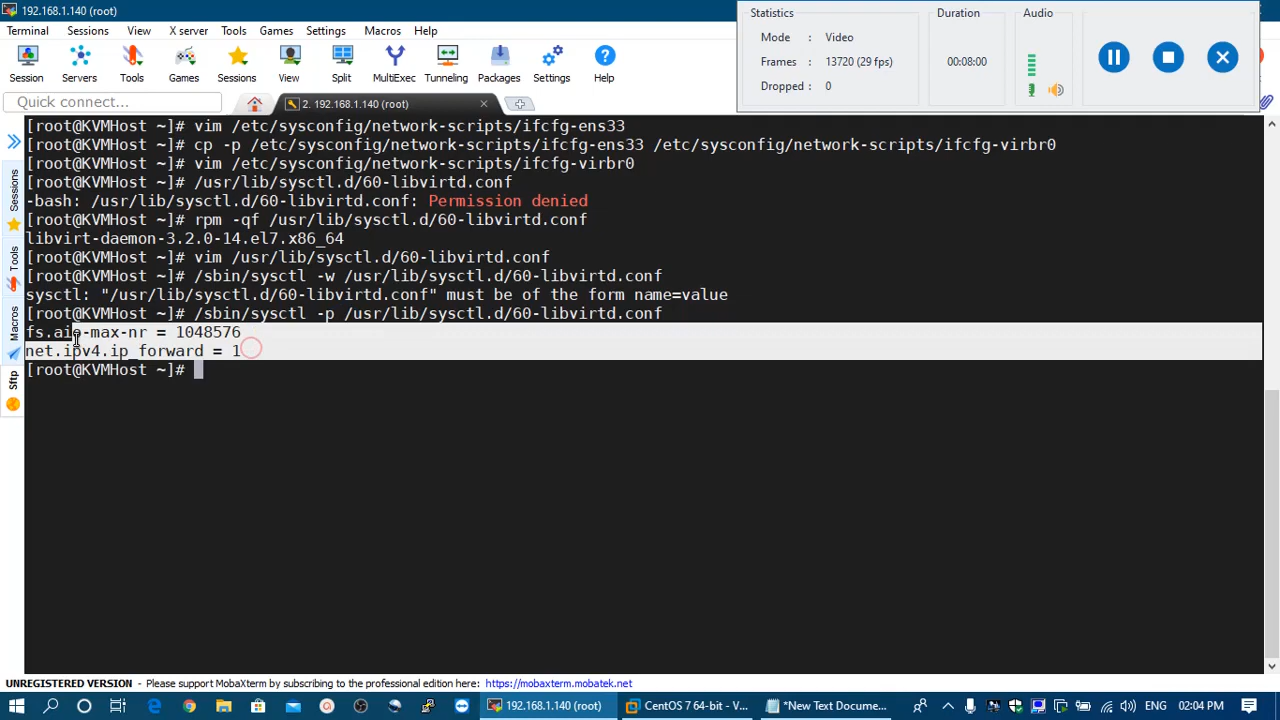 192.168.1.140 (root)
Terminal Sessions View X server Tools Games Settings Macros Help
Session Servers Tools Games Sessions View Split MultiExec Tunneling Packages Settings Help
Quick connect...
2. 192.168.1.140 (root)
Statistics Duration Audio
Mode : Video
Frames : 13720 (29 fps) 00:08:00
Dropped : 0
Sessions
Tools
Macros
Sftp
[root@KVMHost ~]# vim /etc/sysconfig/network-scripts/ifcfg-ens33
[root@KVMHost ~]# cp -p /etc/sysconfig/network-scripts/ifcfg-ens33 /etc/sysconfig/network-scripts/ifcfg-virbr0
[root@KVMHost ~]# vim /etc/sysconfig/network-scripts/ifcfg-virbr0
[root@KVMHost ~]# /usr/lib/sysctl.d/60-libvirtd.conf
-bash: /usr/lib/sysctl.d/60-libvirtd.conf: Permission denied
[root@KVMHost ~]# rpm -qf /usr/lib/sysctl.d/60-libvirtd.conf
libvirt-daemon-3.2.0-14.el7.x86_64
[root@KVMHost ~]# vim /usr/lib/sysctl.d/60-libvirtd.conf
[root@KVMHost ~]# /sbin/sysctl -w /usr/lib/sysctl.d/60-libvirtd.conf
sysctl: "/usr/lib/sysctl.d/60-libvirtd.conf" must be of the form name=value
[root@KVMHost ~]# /sbin/sysctl -p /usr/lib/sysctl.d/60-libvirtd.conf
fs.aio-max-nr = 1048576
net.ipv4.ip_forward = 1
[root@KVMHost ~]#
UNREGISTERED VERSION - Please support MobaXterm by subscribing to the professional edition here: https://mobaxterm.mobatek.net
192.168.1.140 (root) CentOS 7 64-bit - V... *New Text Docume... ENG 02:04 PM